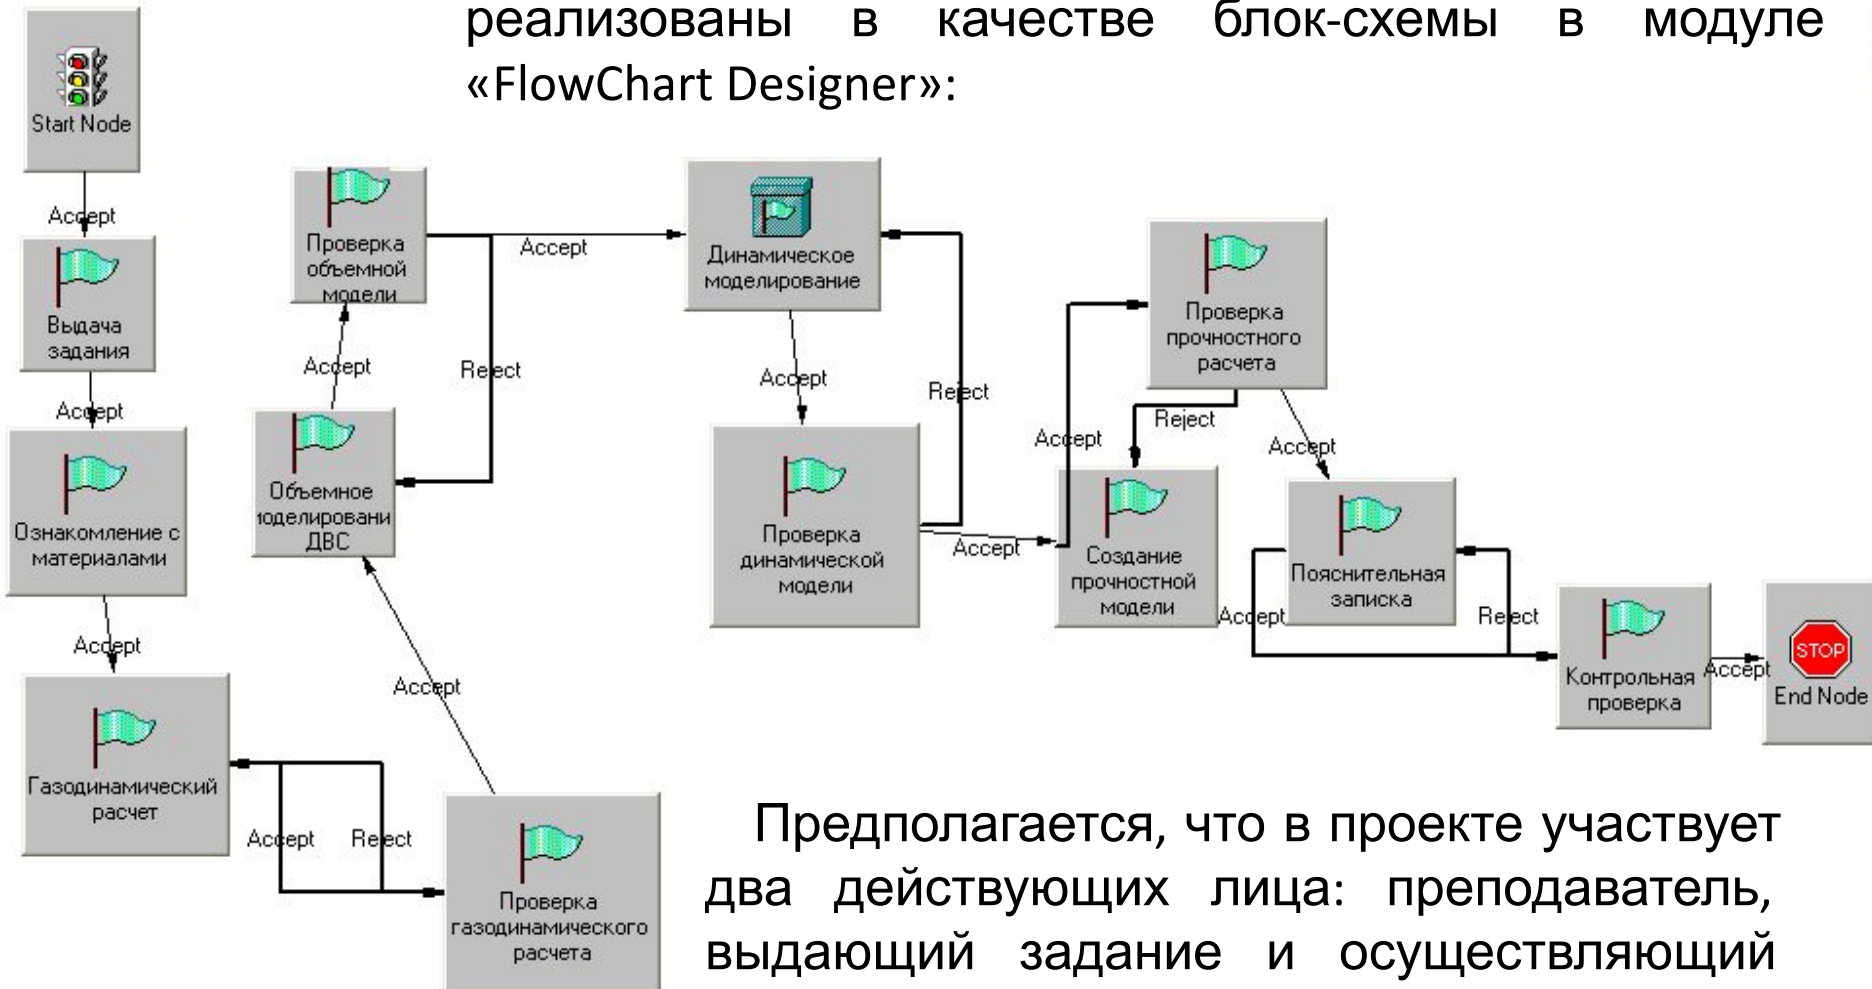 реализованы в качестве блок-схемы в модуле
«FlowChart Designer»:
Start Node
Accept
Выдача
задания
Accept
Ознакомление с
материалами
Accept
Газодинамический
расчет
Accept
Reject
Проверка
газодинамического
расчета
Accept
Объемное
моделировани
ДВС
Accept
Проверка
объемной
модели
Reject
Accept
Динамическое
моделирование
Accept
Reject
Проверка
динамической
модели
Accept
Создание
прочностной
модели
Accept
Проверка
прочностного
расчета
Reject
Accept
Пояснительная
записка
Accept
Reject
Контрольная
проверка
Accept
STOP
End Node
Предполагается, что в проекте участвует
два действующих лица: преподаватель,
выдающий задание и осуществляющий